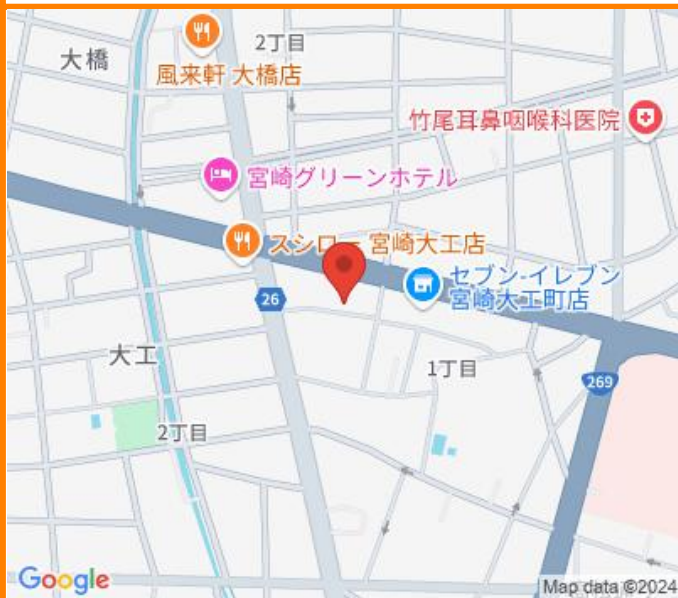 2丁目
大橋
風来軒 大橋店
竹尾耳鼻咽喉科医院
宮崎グリーンホテル
スシロー 宮崎大工店
セブン-イレブン
宮崎大工町店
26
大工
1丁目
269
2丁目
Google
Map data ©2024